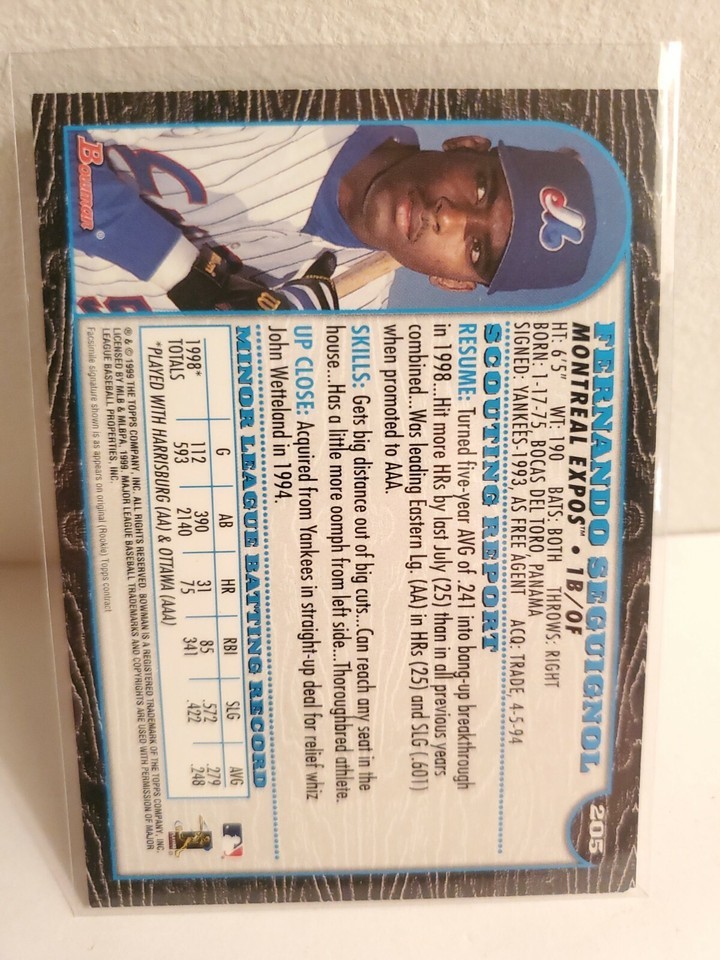 FERNANDO SEGUIGNOL
205
MONTREAL EXPOS™ • 1B/OF
HT: 6'5" WT: 190 BATS: BOTH THROWS: RIGHT
BORN: 1-17-75, BOCAS DEL TORO, PANAMA
SIGNED: YANKEES-1993, AS FREE AGENT ACQ: TRADE, 4-5-94
SCOUTING REPORT
RESUME: Turned five-year AVG of .241 into bang-up breakthrough
in 1998...Hit more HRs by last July (25) than in all previous years
combined...Was leading Eastern Lg. (AA) in HRs (25) and SLG (.601)
when promoted to AAA.
SKILLS: Gets big distance out of big cuts...Can reach any seat in the
house...Has a little more oomph from left side...Thoroughbred athlete.
UP CLOSE: Acquired from Yankees in straight-up deal for relief whiz
John Wetteland in 1994.
MINOR LEAGUE BATTING RECORD
G AB HR RBI SLG AVG
1998* 112 390 31 85 .572 .279
TOTALS 593 2140 75 341 .422 .248
*PLAYED WITH HARRISBURG (AA) & OTTAWA (AAA)
Bowman®
® & © 1999 THE TOPPS COMPANY, INC. ALL RIGHTS RESERVED. BOWMAN IS A REGISTERED TRADEMARK OF THE TOPPS COMPANY, INC.
LICENSED BY MLB & MLBPA, 1999. MAJOR LEAGUE BASEBALL TRADEMARKS AND COPYRIGHTS ARE USED WITH PERMISSION OF MAJOR
LEAGUE BASEBALL PROPERTIES, INC.
Facsimile signature shown is as appears on original (Rookie) Topps contract